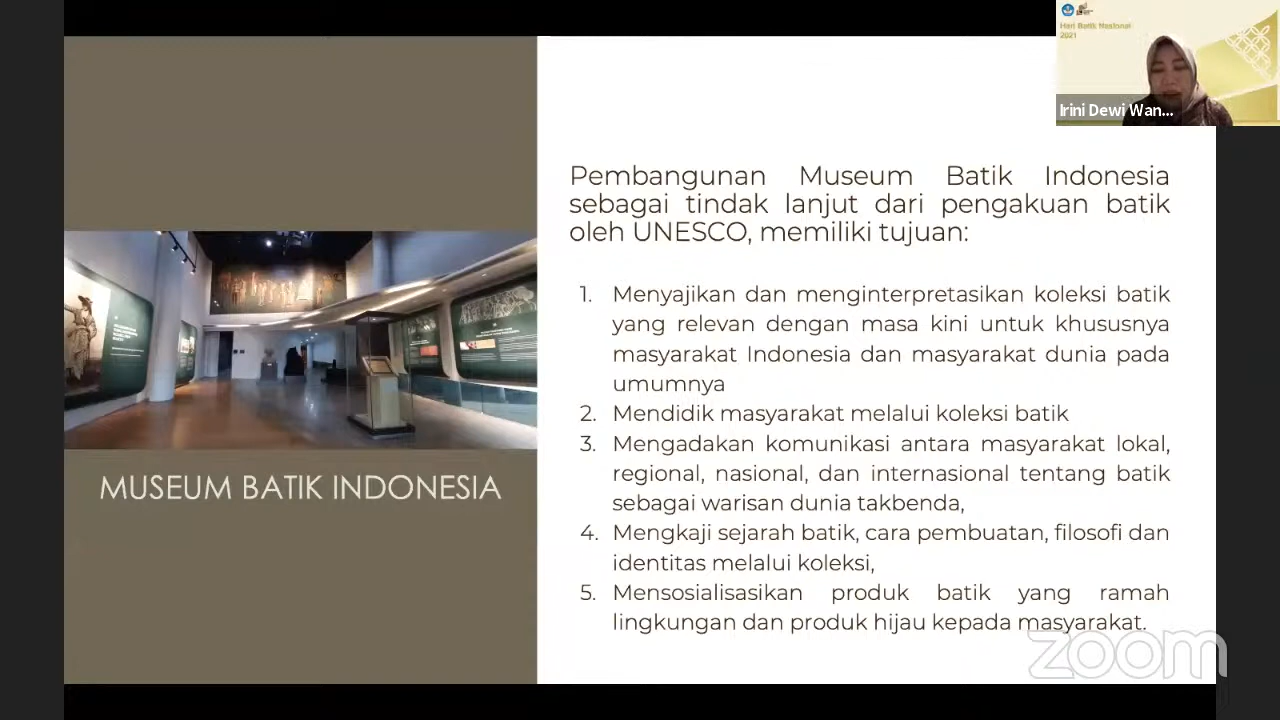 Hari Batik Nasional
2021
Irini Dewi Wan...
Pembangunan Museum Batik Indonesia
sebagai tindak lanjut dari pengakuan batik
oleh UNESCO, memiliki tujuan:
1. Menyajikan dan menginterpretasikan koleksi batik
yang relevan dengan masa kini untuk khususnya
masyarakat Indonesia dan masyarakat dunia pada
umumnya
2. Mendidik masyarakat melalui koleksi batik
3. Mengadakan komunikasi antara masyarakat lokal,
regional, nasional, dan internasional tentang batik
sebagai warisan dunia takbenda,
4. Mengkaji sejarah batik, cara pembuatan, filosofi dan
identitas melalui koleksi,
5. Mensosialisasikan produk batik yang ramah
lingkungan dan produk hijau kepada masyarakat.
MUSEUM BATIK INDONESIA
zoom